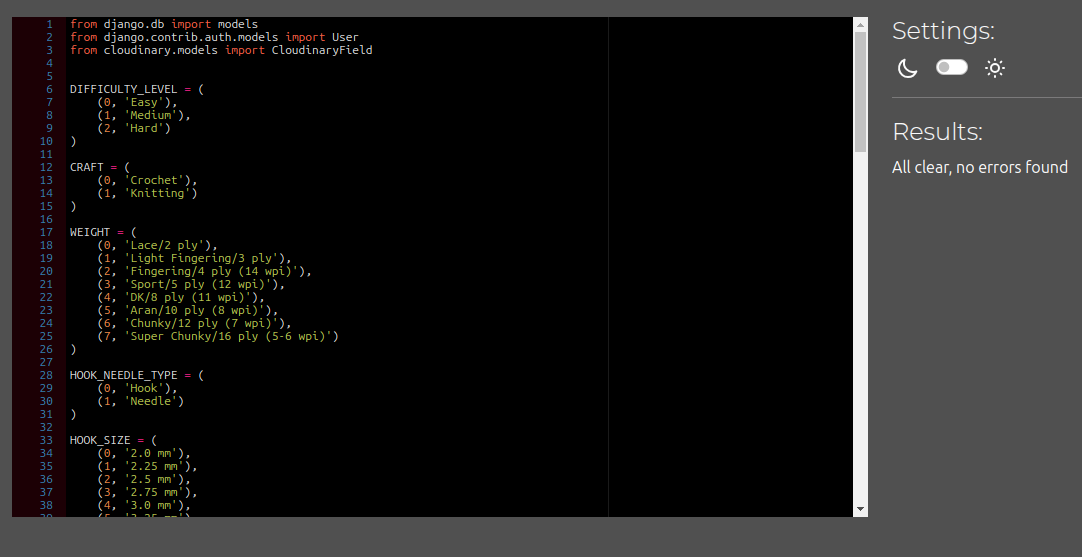 1 from django.db import models
2 from django.contrib.auth.models import User
3 from cloudinary.models import CloudinaryField
4
5
6 DIFFICULTY_LEVEL = (
7     (0, 'Easy'),
8     (1, 'Medium'),
9     (2, 'Hard')
10 )
11
12 CRAFT = (
13     (0, 'Crochet'),
14     (1, 'Knitting')
15 )
16
17 WEIGHT = (
18     (0, 'Lace/2 ply'),
19     (1, 'Light Fingering/3 ply'),
20     (2, 'Fingering/4 ply (14 wpi)'),
21     (3, 'Sport/5 ply (12 wpi)'),
22     (4, 'DK/8 ply (11 wpi)'),
23     (5, 'Aran/10 ply (8 wpi)'),
24     (6, 'Chunky/12 ply (7 wpi)'),
25     (7, 'Super Chunky/16 ply (5-6 wpi)')
26 )
27
28 HOOK_NEEDLE_TYPE = (
29     (0, 'Hook'),
30     (1, 'Needle')
31 )
32
33 HOOK_SIZE = (
34     (0, '2.0 mm'),
35     (1, '2.25 mm'),
36     (2, '2.5 mm'),
37     (3, '2.75 mm'),
38     (4, '3.0 mm'),
Settings:
Results:
All clear, no errors found